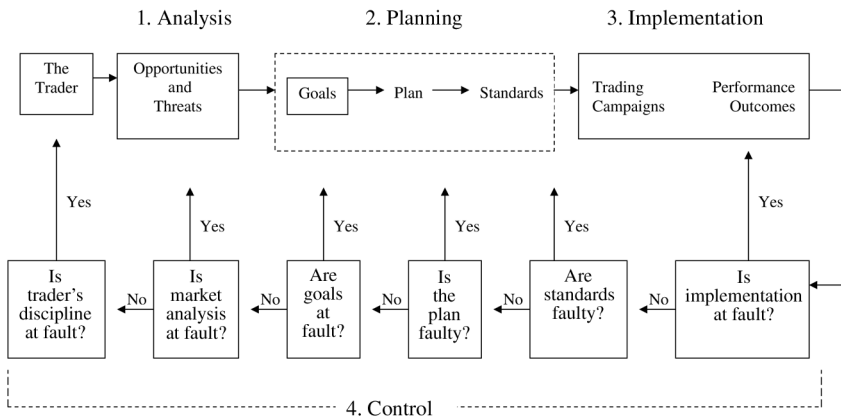 1. Analysis
2. Planning
3. Implementation
The
Trader
Opportunities
and
Threats
Goals
Plan
Standards
Trading
Campaigns
Performance
Outcomes
Yes
Yes
Yes
Yes
Yes
Yes
Is
trader's
discipline
at fault?
No
Is
market
analysis
at fault?
No
Are
goals
at
fault?
No
Is
the
plan
faulty?
No
Are
standards
faulty?
No
Is
implementation
at fault?
4. Control